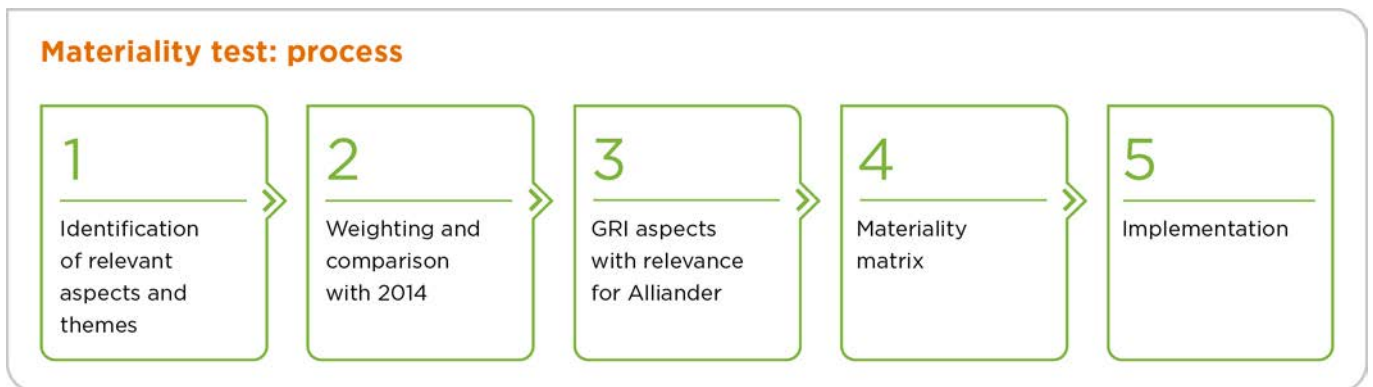 Materiality test: process
1
Identification
of relevant
aspects and
themes
2
Weighting and
comparison
with 2014
3
GRI aspects
with relevance
for Alliander
4
Materiality
matrix
5
Implementation